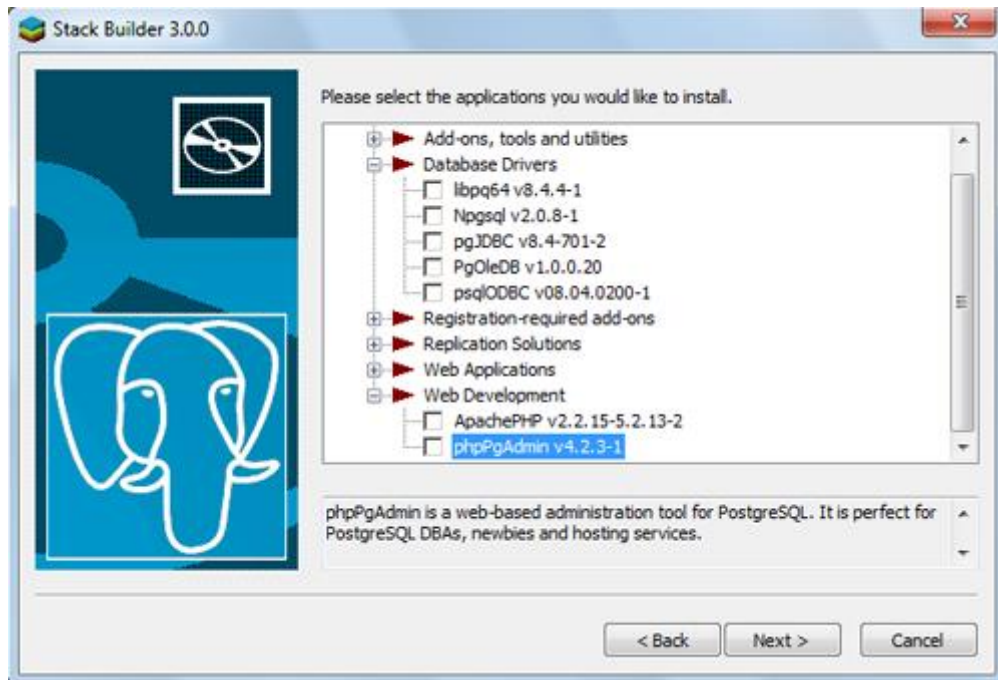 Stack Builder 3.0.0
Please select the applications you would like to install.
Add-ons, tools and utilities
Database Drivers
libpq64 v8.4.4-1
Npgsql v2.0.8-1
pgJDBC v8.4-701-2
PgOleDB v1.0.0.20
psqlODBC v08.04.0200-1
Registration-required add-ons
Replication Solutions
Web Applications
Web Development
ApachePHP v2.2.15-5.2.13-2
phpPgAdmin v4.2.3-1
phpPgAdmin is a web-based administration tool for PostgreSQL. It is perfect for
PostgreSQL DBAs, newbies and hosting services.
< Back
Next >
Cancel